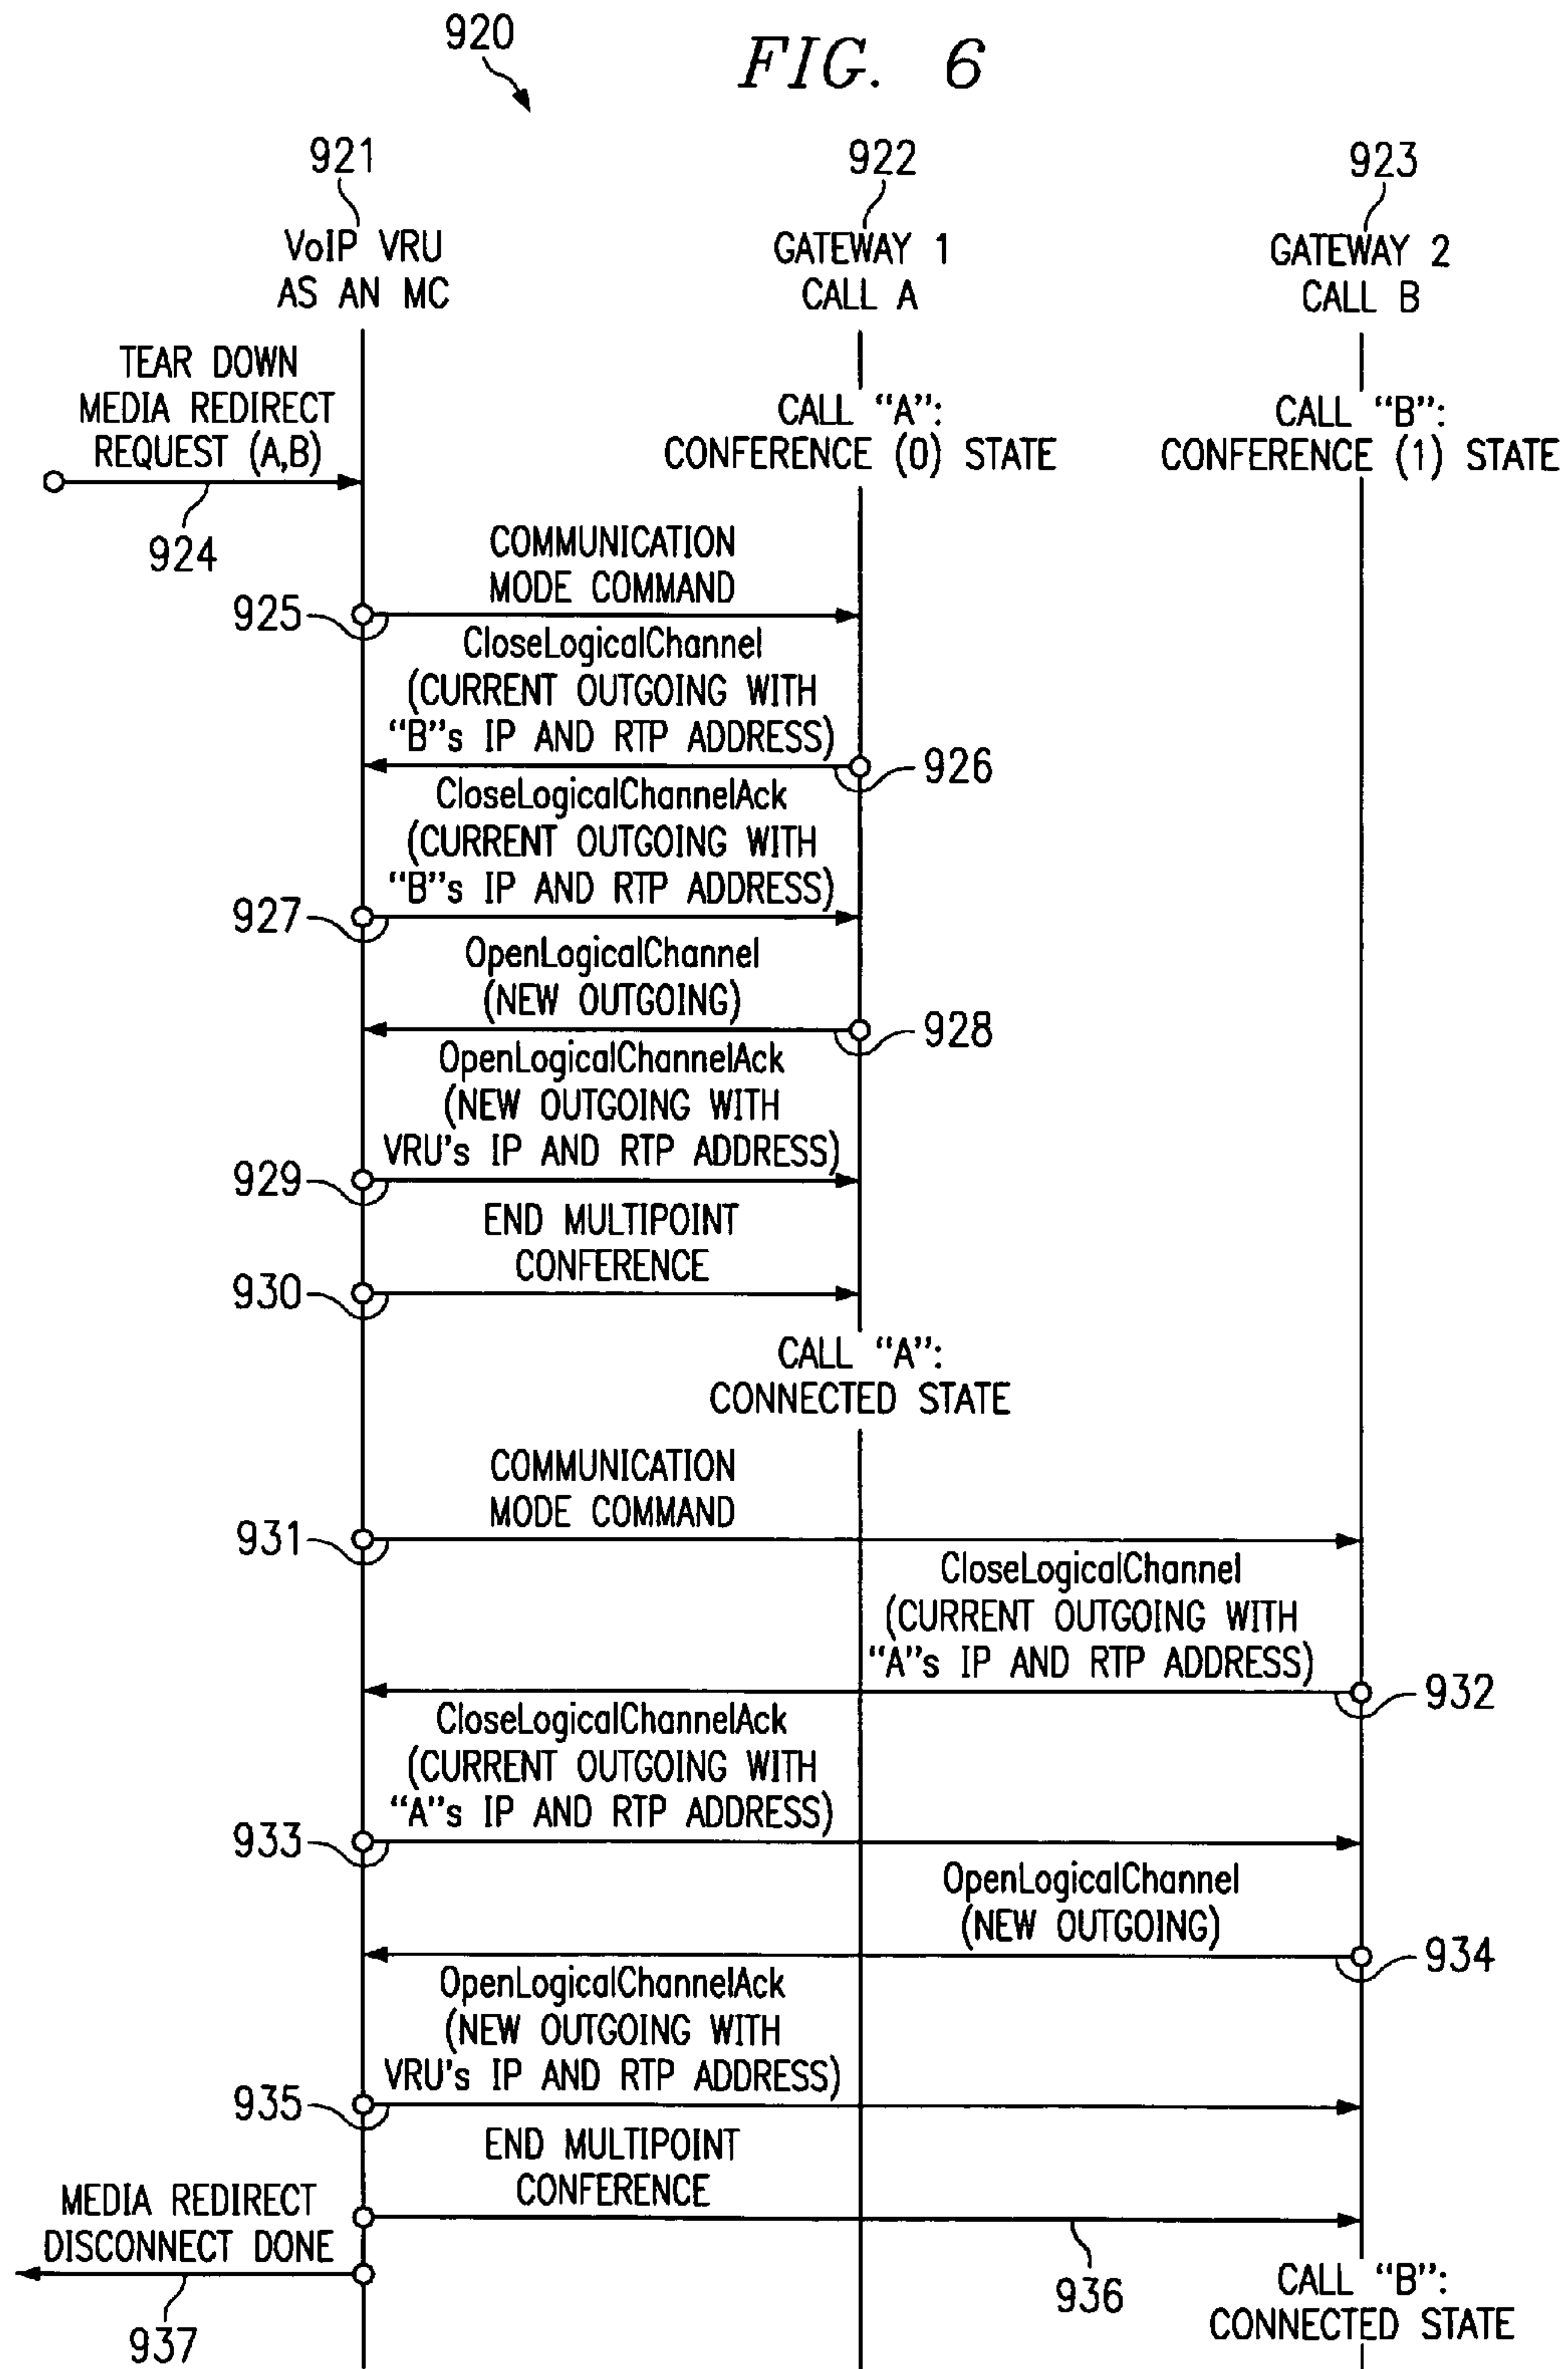 920
FIG. 6
921
922
923
VoIP VRU
AS AN MC
GATEWAY 1
CALL A
GATEWAY 2
CALL B
TEAR DOWN
MEDIA REDIRECT
REQUEST (A,B)
924
CALL “A”:
CONFERENCE (0) STATE
CALL “B”:
CONFERENCE (1) STATE
COMMUNICATION
MODE COMMAND
925
CloseLogicalChannel
(CURRENT OUTGOING WITH
“B”s IP AND RTP ADDRESS)
926
CloseLogicalChannelAck
(CURRENT OUTGOING WITH
“B”s IP AND RTP ADDRESS)
927
OpenLogicalChannel
(NEW OUTGOING)
928
OpenLogicalChannelAck
(NEW OUTGOING WITH
VRU's IP AND RTP ADDRESS)
929
END MULTIPOINT
CONFERENCE
930
CALL “A”:
CONNECTED STATE
COMMUNICATION
MODE COMMAND
931
CloseLogicalChannel
(CURRENT OUTGOING WITH
“A”s IP AND RTP ADDRESS)
932
CloseLogicalChannelAck
(CURRENT OUTGOING WITH
“A”s IP AND RTP ADDRESS)
933
OpenLogicalChannel
(NEW OUTGOING)
934
OpenLogicalChannelAck
(NEW OUTGOING WITH
VRU's IP AND RTP ADDRESS)
935
END MULTIPOINT
CONFERENCE
936
MEDIA REDIRECT
DISCONNECT DONE
937
CALL “B”:
CONNECTED STATE